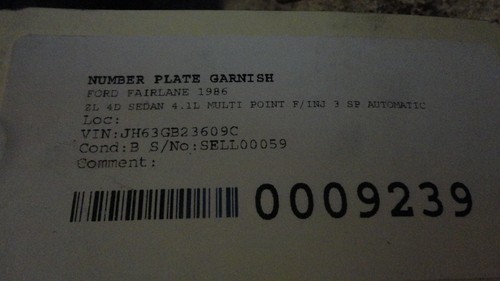 NUMBER PLATE GARNISH
FORD FAIRLANE 1986
ZL 4D SEDAN 4.1L MULTI POINT F/INJ 3 SP AUTOMATIC
Loc:
VIN:JH63GB23609C
Cond:B S/No:SELL00059
Comment:
0009239